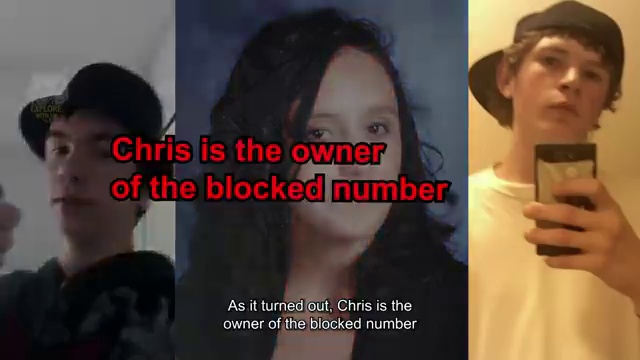 EXPLORE
Chris is the owner
of the blocked number
As it turned out, Chris is the
owner of the blocked number